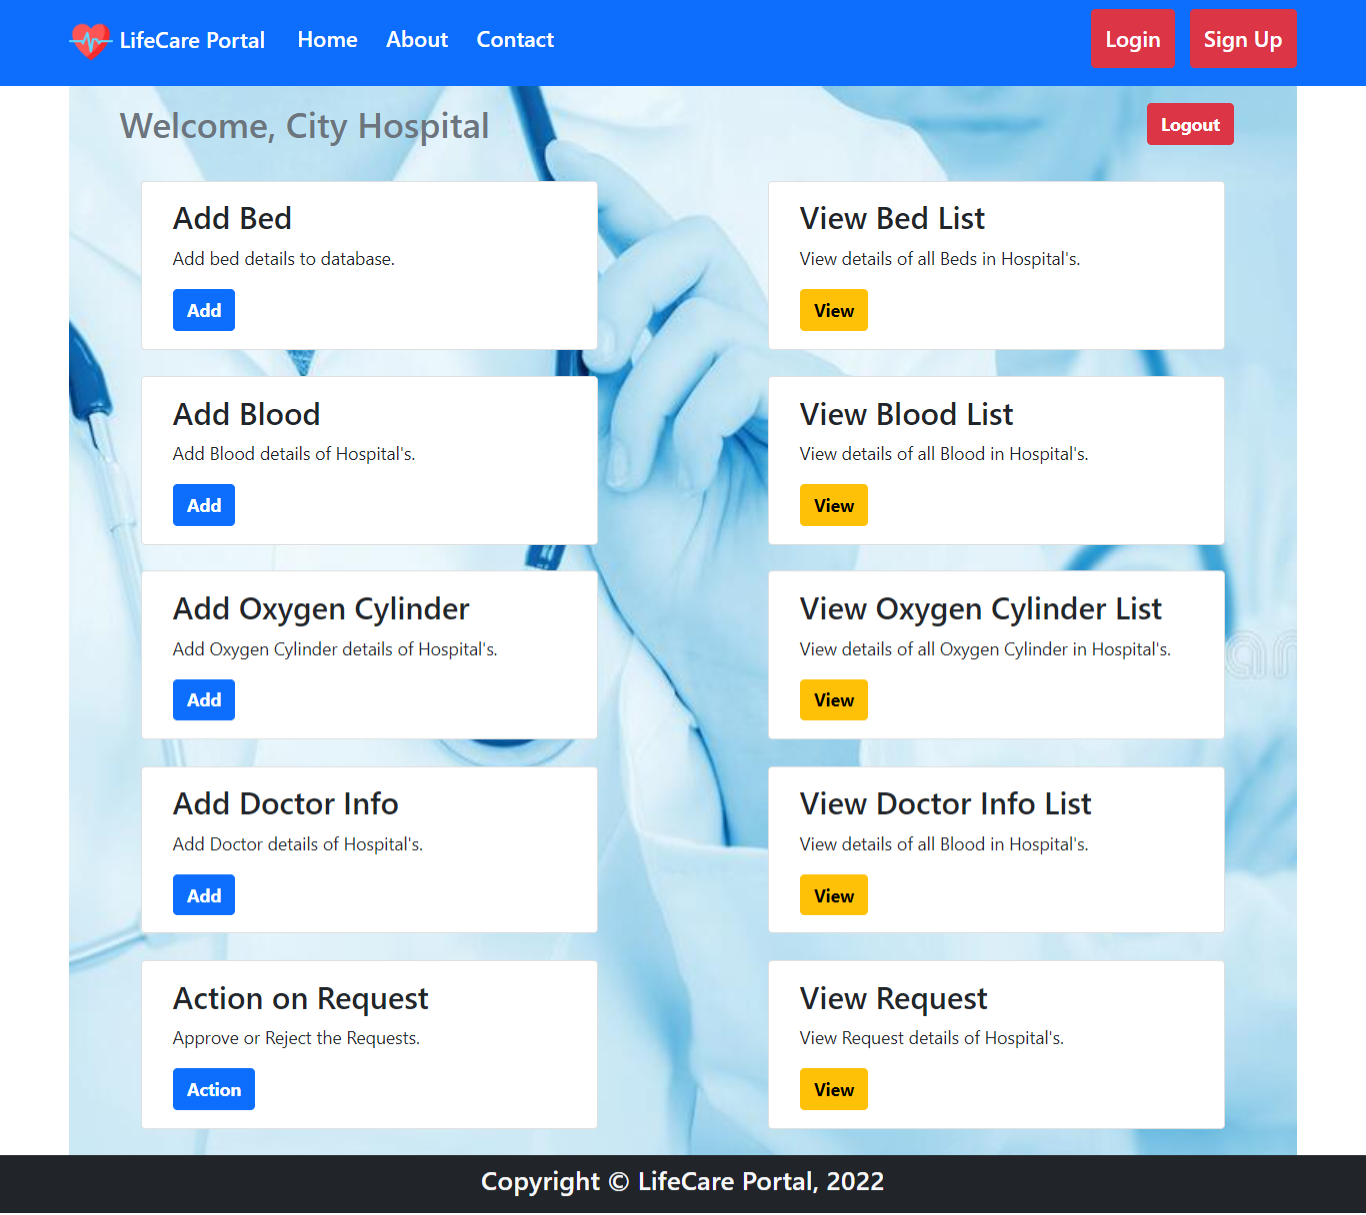 LifeCare Portal Home About Contact Login Sign Up
Welcome, City Hospital Logout
Add Bed
Add bed details to database.
Add
View Bed List
View details of all Beds in Hospital's.
View
Add Blood
Add Blood details of Hospital's.
Add
View Blood List
View details of all Blood in Hospital's.
View
Add Oxygen Cylinder
Add Oxygen Cylinder details of Hospital's.
Add
View Oxygen Cylinder List
View details of all Oxygen Cylinder in Hospital's.
View
Add Doctor Info
Add Doctor details of Hospital's.
Add
View Doctor Info List
View details of all Blood in Hospital's.
View
Action on Request
Approve or Reject the Requests.
Action
View Request
View Request details of Hospital's.
View
Copyright © LifeCare Portal, 2022